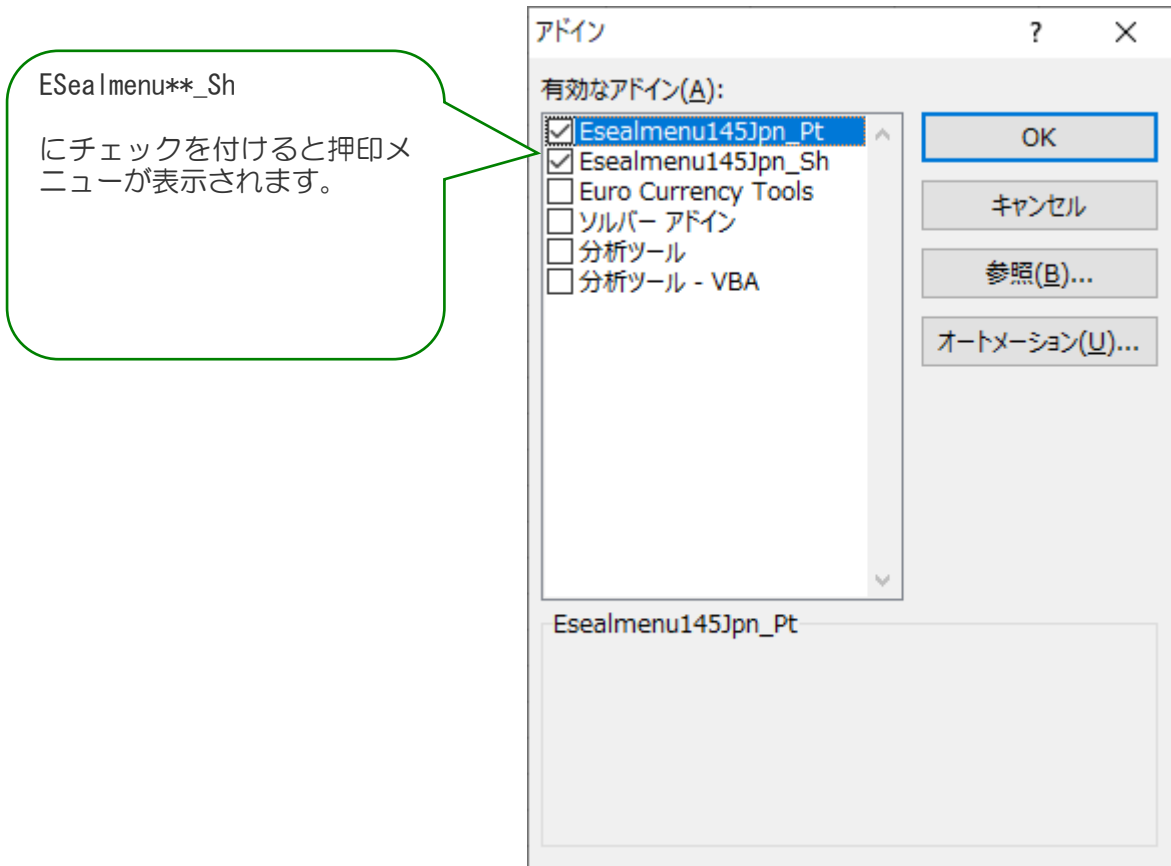 ESealmenu**_Sh
にチェックを付けると押印メ
ニューが表示されます。
アドイン
?
有効なアドイン(A):
Esealmenu145Jpn_Pt
Esealmenu145Jpn_Sh
Euro Currency Tools
ソルバー アドイン
分析ツール
分析ツール - VBA
OK
キャンセル
参照(B)...
オートメーション(U)...
Esealmenu145Jpn_Pt